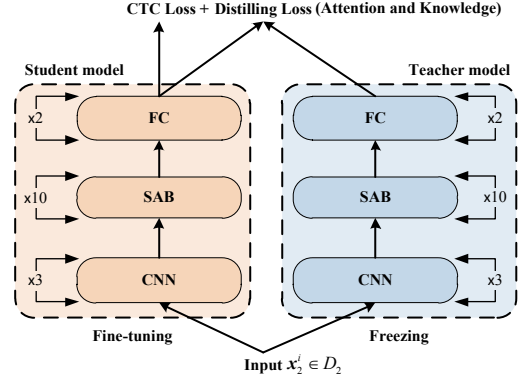 CTC Loss + Distilling Loss (Attention and Knowledge)
Student model
Teacher model
FC
x2
FC
x2
SAB
x10
SAB
x10
CNN
x3
CNN
x3
Fine-tuning
Freezing
Input x₂ⁱ ∈ D₂